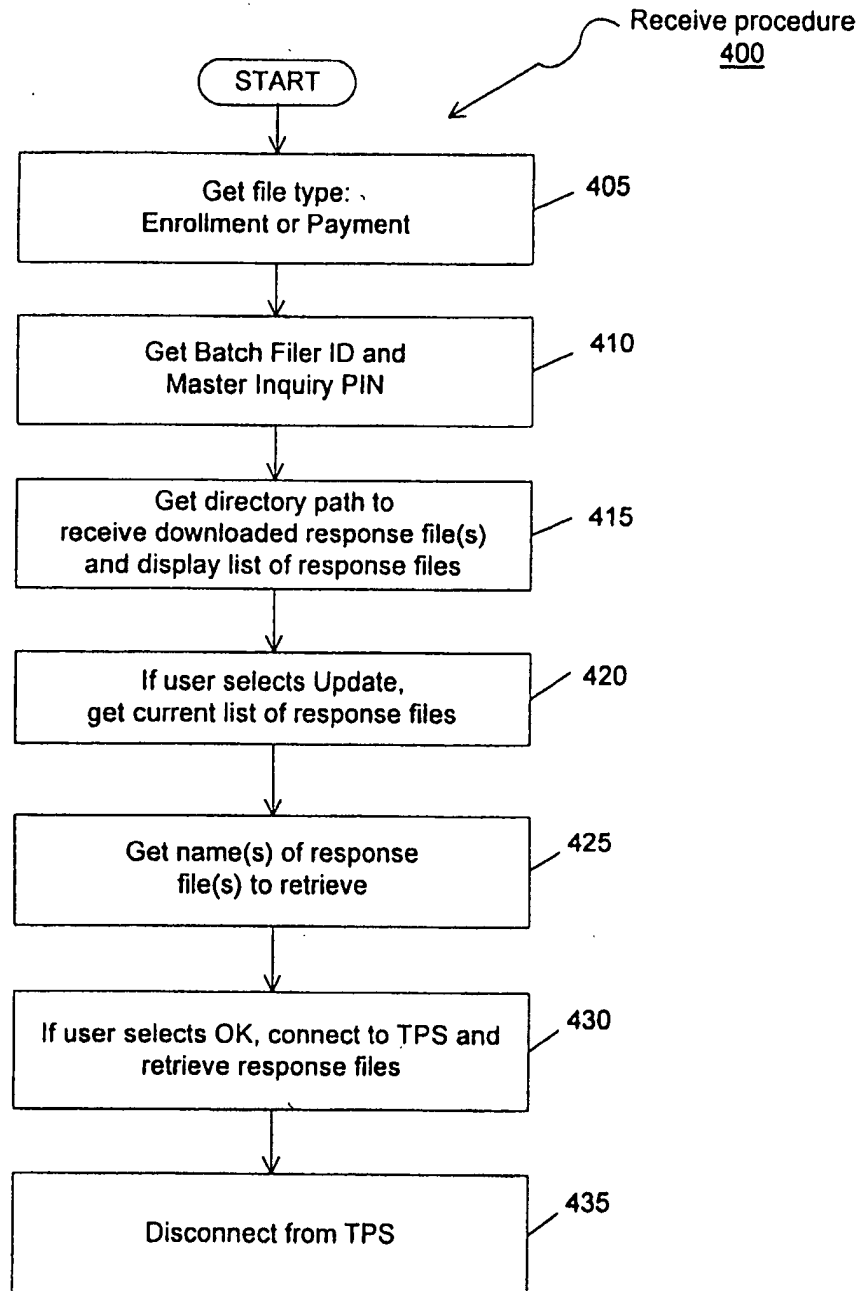 Receive procedure
400
START
Get file type:
Enrollment or Payment
405
Get Batch Filer ID and
Master Inquiry PIN
410
Get directory path to
receive downloaded response file(s)
and display list of response files
415
If user selects Update,
get current list of response files
420
Get name(s) of response
file(s) to retrieve
425
If user selects OK, connect to TPS and
retrieve response files
430
Disconnect from TPS
435